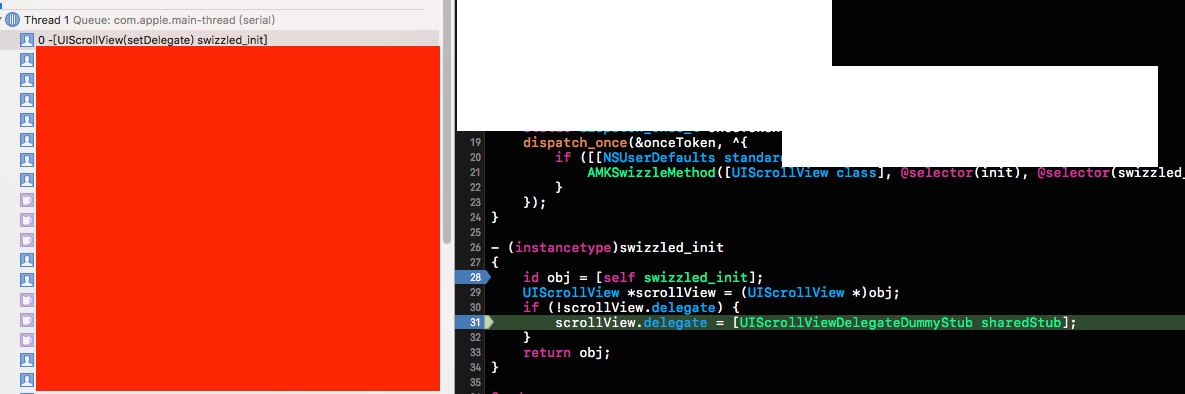 Thread 1 Queue: com.apple.main-thread (serial)
0 -[UIScrollView(setDelegate) swizzled_init]
19 dispatch_once(&onceToken, ^{
20 if ([[NSUserDefaults standar
21 AMKSwizzleMethod([UIScrollView class], @selector(init), @selector(swizzled_
22 }
23 });
24 }
25
26 - (instancetype)swizzled_init
27 {
28 id obj = [self swizzled_init];
29 UIScrollView *scrollView = (UIScrollView *)obj;
30 if (!scrollView.delegate) {
31 scrollView.delegate = [UIScrollViewDelegateDummyStub sharedStub];
32 }
33 return obj;
34 }
35